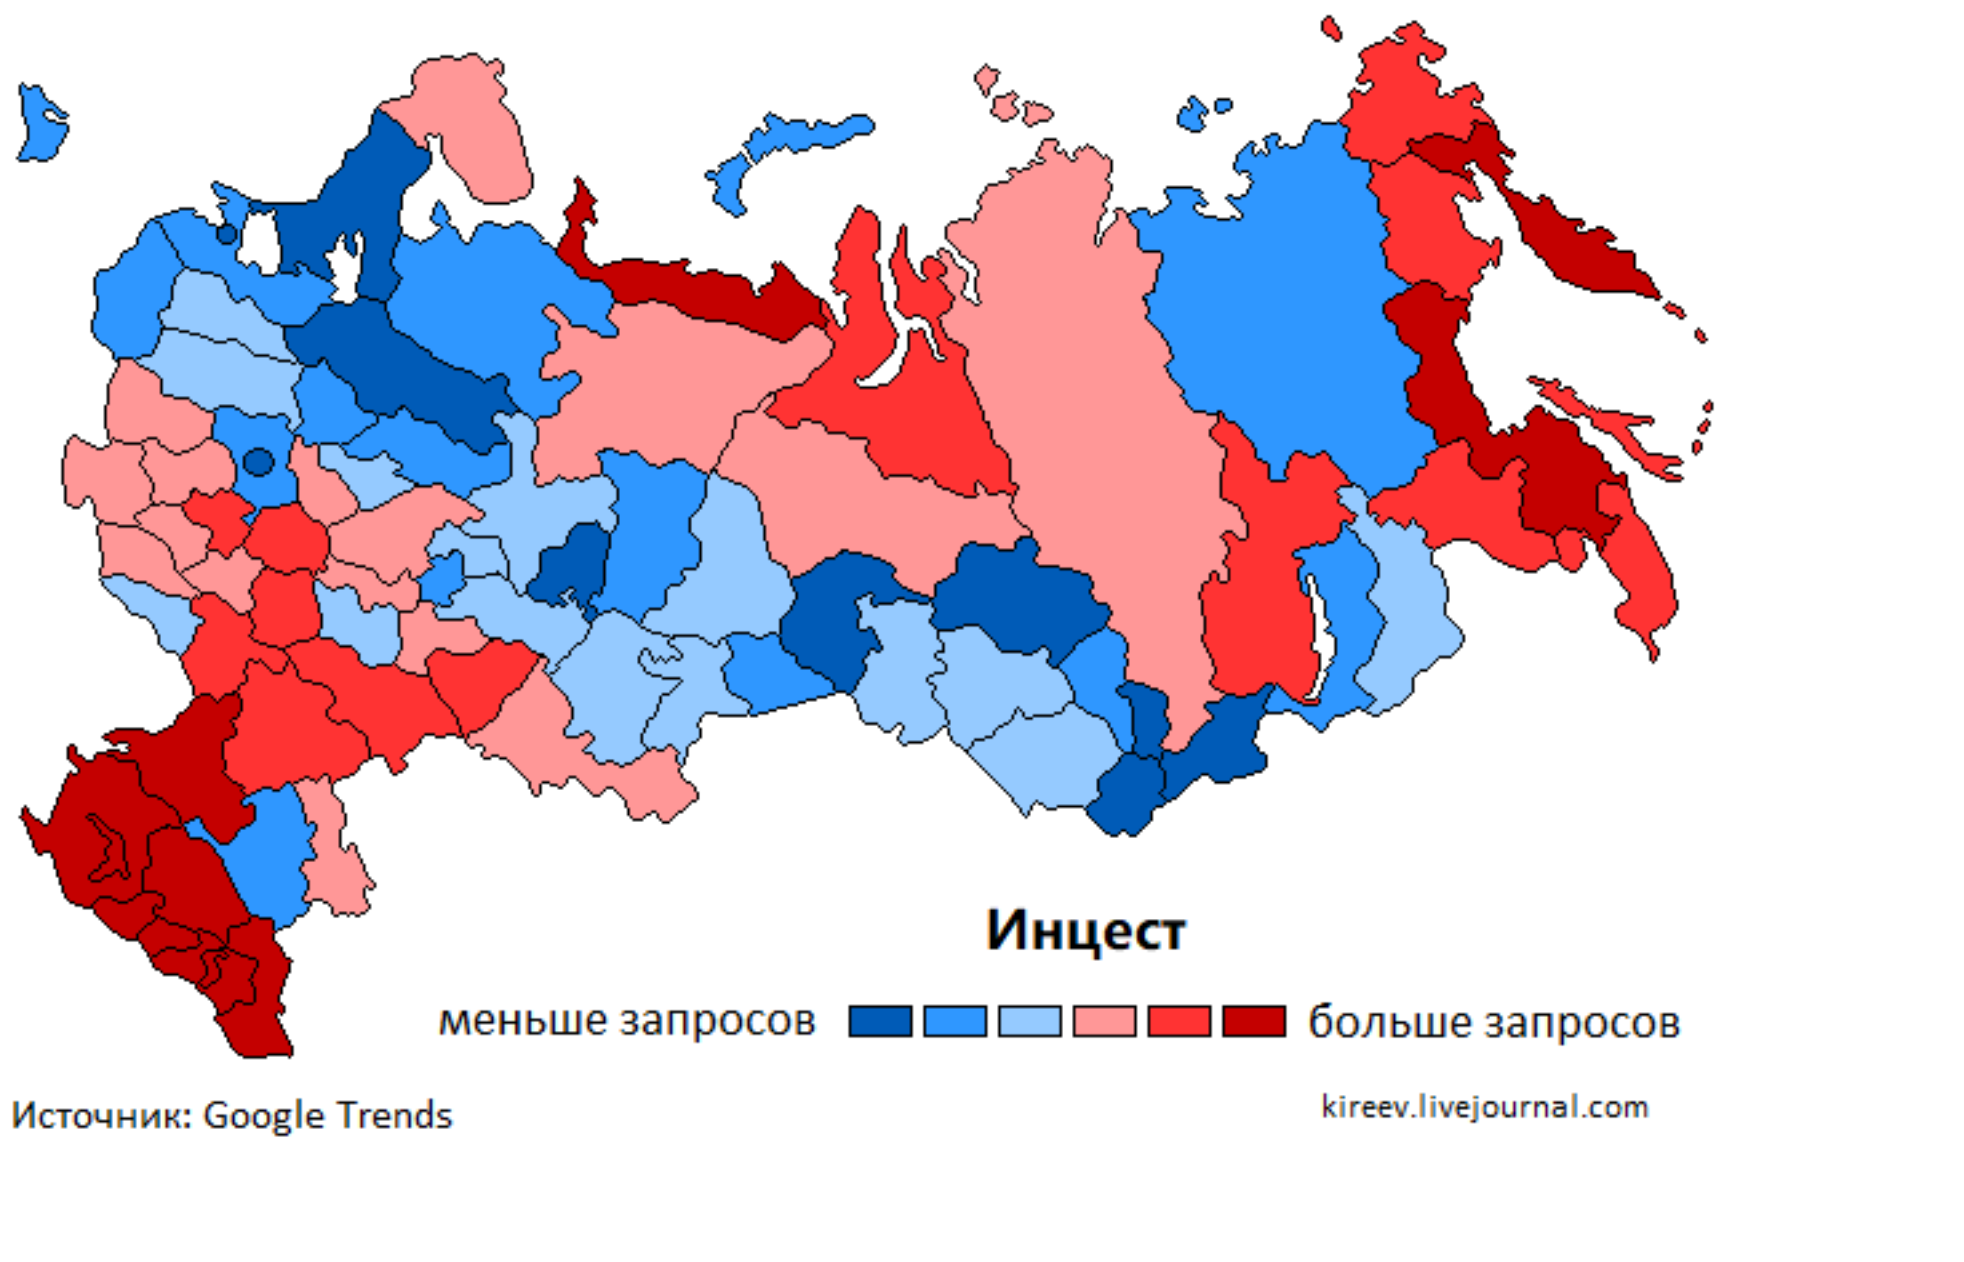 Инцест
меньше запросов
больше запросов
Источник: Google Trends
kireev.livejournal.com